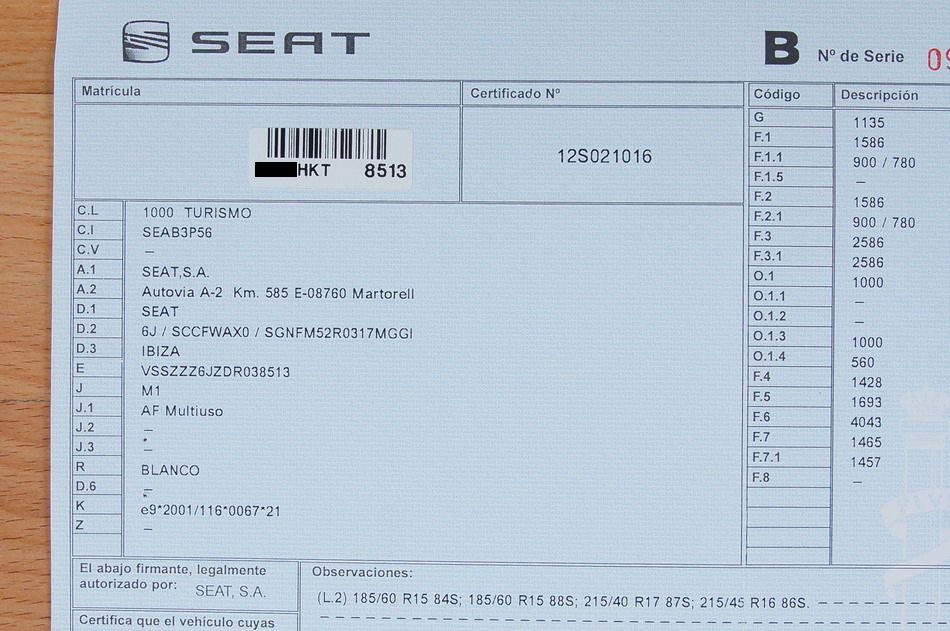 SEAT
B Nº de Serie 09
Matrícula
Certificado Nº
Código
Descripción
HKT 8513
12S021016
C.L 1000 TURISMO
C.I SEAB3P56
C.V –
A.1 SEAT,S.A.
A.2 Autovia A-2 Km. 585 E-08760 Martorell
D.1 SEAT
D.2 6J / SCCFWAX0 / SGNFM52R0317MGGI
D.3 IBIZA
E VSSZZZ6JZDR038513
J M1
J.1 AF Multiuso
J.2 –
J.3 –
R BLANCO
D.6 –
K e9*2001/116*0067*21
Z –
G 1135
F.1 1586
F.1.1 900 / 780
F.1.5 –
F.2 1586
F.2.1 900 / 780
F.3 2586
F.3.1 2586
O.1 1000
O.1.1 –
O.1.2 –
O.1.3 1000
O.1.4 560
F.4 1428
F.5 1693
F.6 4043
F.7 1465
F.7.1 1457
F.8 –
El abajo firmante, legalmente
autorizado por: SEAT, S.A.
Certifica que el vehículo cuyas
Observaciones:
(L.2) 185/60 R15 84S; 185/60 R15 88S; 215/40 R17 87S; 215/45 R16 86S.